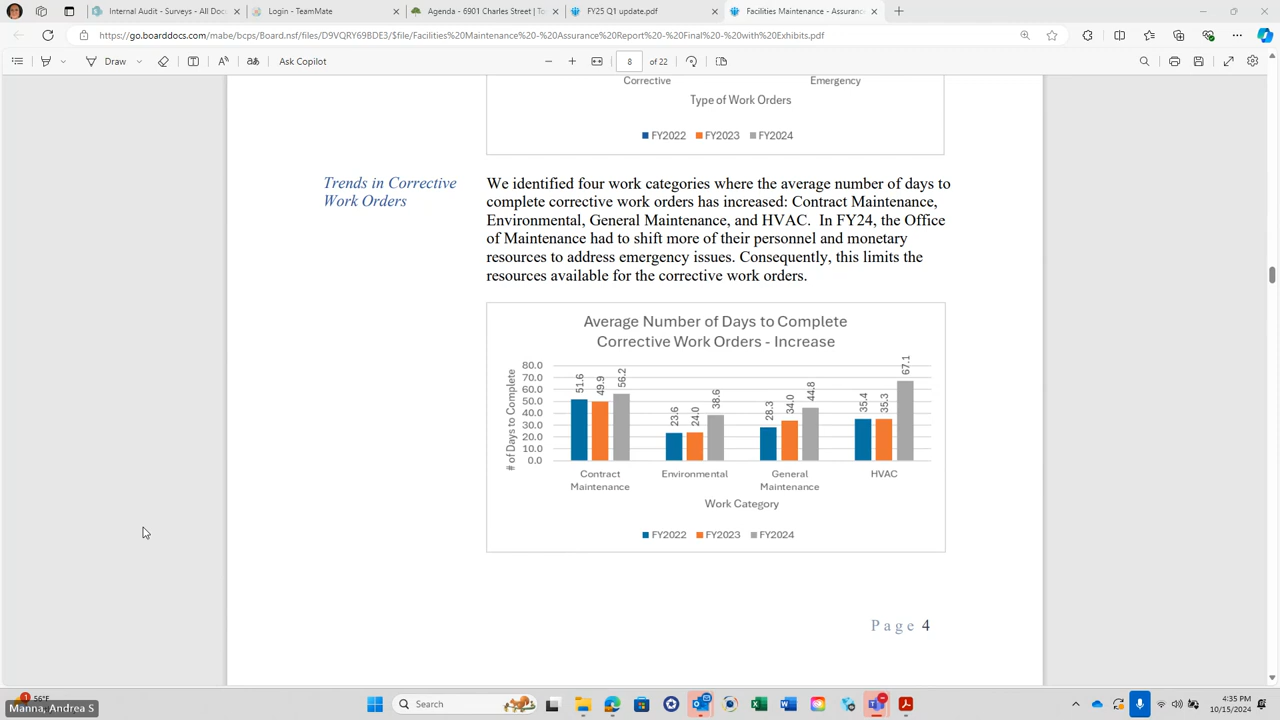 Internal Audit - Surveys - All Doc
Login - TeamMate
Agenda - 6901 Charles Street | To
FY25 Q1 update.pdf
Facilities Maintenance - Assuranc
https://go.boarddocs.com/mabe/bcps/Board.nsf/files/D9VQRY69BDE3/$file/Facilities%20Maintenance%20-%20Assurance%20Report%20-%20Final%20-%20with%20Exhibits.pdf
Draw
Ask Copilot
8 of 22
Corrective
Emergency
Type of Work Orders
FY2022 FY2023 FY2024
Trends in Corrective
Work Orders
We identified four work categories where the average number of days to
complete corrective work orders has increased: Contract Maintenance,
Environmental, General Maintenance, and HVAC. In FY24, the Office
of Maintenance had to shift more of their personnel and monetary
resources to address emergency issues. Consequently, this limits the
resources available for the corrective work orders.
Average Number of Days to Complete
Corrective Work Orders - Increase
# of Days to Complete
80.0
70.0
60.0
50.0
40.0
30.0
20.0
10.0
0.0
51.6
49.9
56.2
23.6
24.0
38.6
28.3
34.0
44.8
35.4
35.3
67.1
Contract
Maintenance
Environmental
General
Maintenance
HVAC
Work Category
FY2022 FY2023 FY2024
Page 4
1
56°F
Manna, Andrea S
Search
4:35 PM
10/15/2024